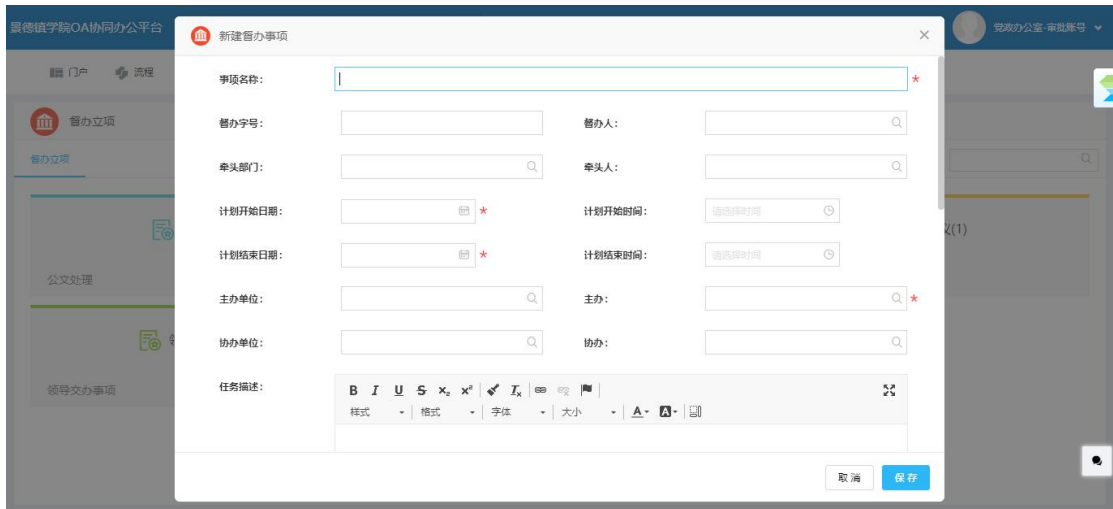 景德镇学院OA协同办公平台
党政办公室-审批账号
门户 流程
新建督办事项
督办立项
督办立项
事项名称: *
督办字号: 督办人:
牵头部门: 牵头人:
计划开始日期: * 计划开始时间: 请选择时间
计划结束日期: * 计划结束时间: 请选择时间
主办单位: 主办: *
协办单位: 协办:
任务描述:
B I U S x₂ x² Iₓ
样式 格式 字体 大小 A A
公文处理
领导交办事项
(1)
取消 保存